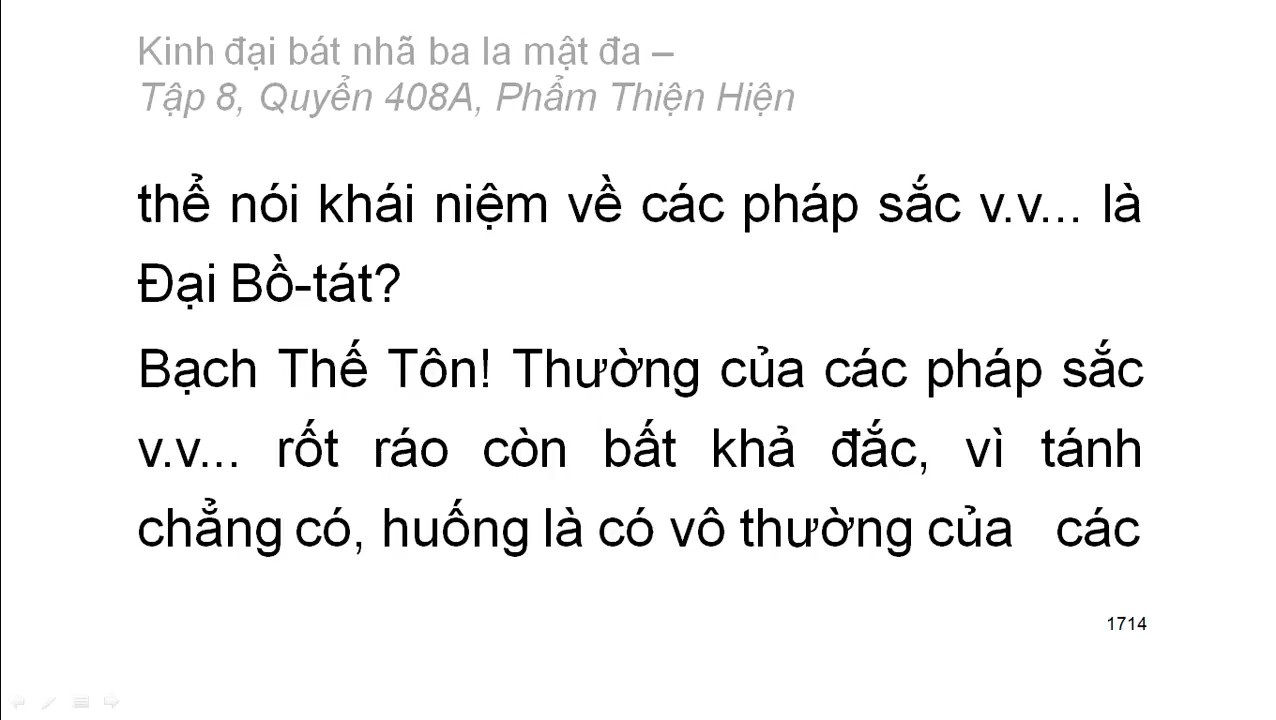 Kinh đại bát nhã ba la mật đa –
Tập 8, Quyển 408A, Phẩm Thiện Hiện
thể nói khái niệm về các pháp sắc v.v... là
Đại Bồ-tát?
Bạch Thế Tôn! Thường của các pháp sắc
v.v... rốt ráo còn bất khả đắc, vì tánh
chẳng có, huống là có vô thường của các
1714